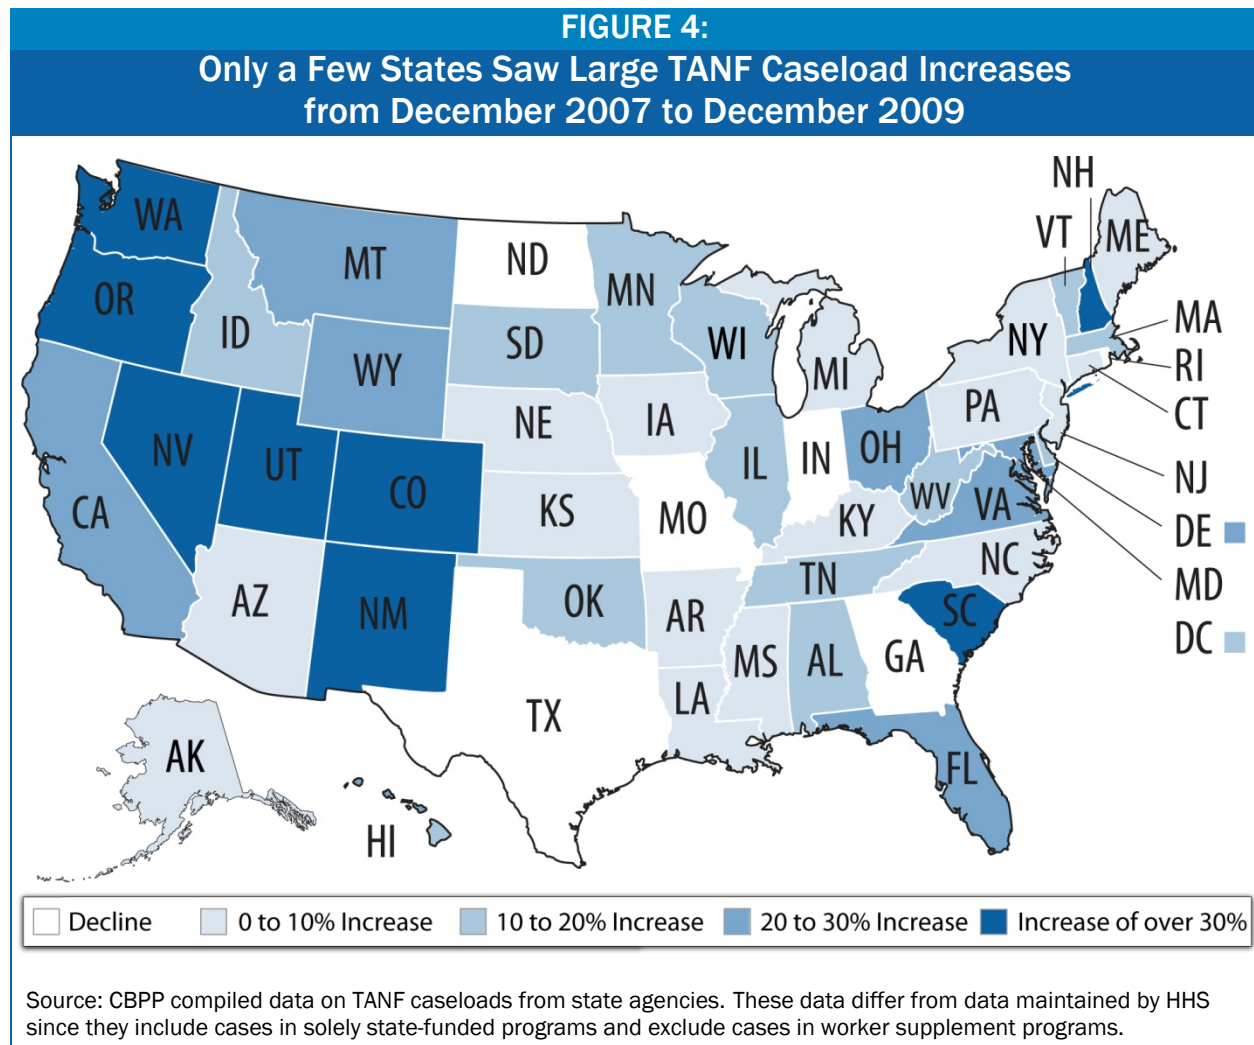 FIGURE 4:
Only a Few States Saw Large TANF Caseload Increases
from December 2007 to December 2009
NH
WA
VT
ME
MT
ND
OR
MN
MA
ID
SD
WI
NY
RI
WY
MI
CT
NE
IA
PA
NV
UT
CO
IL
IN
OH
NJ
CA
KS
MO
WV
VA
KY
DE
AZ
NM
OK
TN
NC
MD
AR
SC
DC
MS
AL
GA
LA
TX
AK
FL
HI
Decline
0 to 10% Increase
10 to 20% Increase
20 to 30% Increase
Increase of over 30%
Source: CBPP compiled data on TANF caseloads from state agencies. These data differ from data maintained by HHS
since they include cases in solely state-funded programs and exclude cases in worker supplement programs.